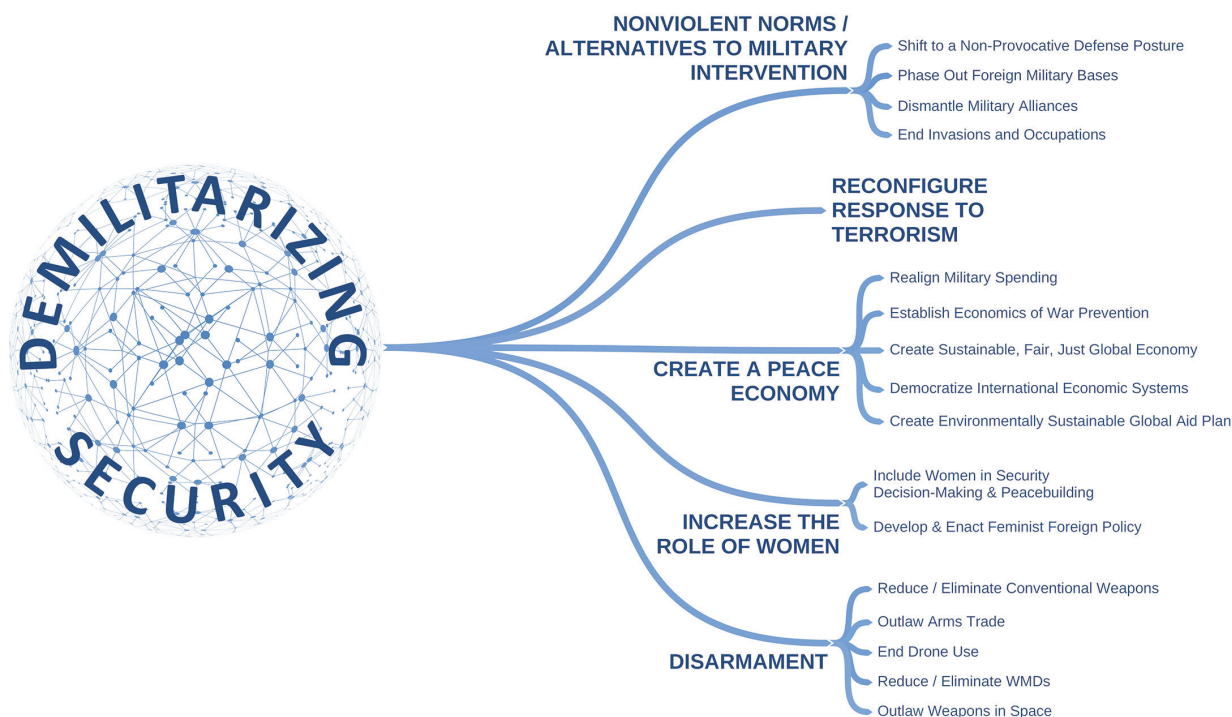 DEMILITARIZING
SECURITY
NONVIOLENT NORMS /
ALTERNATIVES TO MILITARY
INTERVENTION
Shift to a Non-Provocative Defense Posture
Phase Out Foreign Military Bases
Dismantle Military Alliances
End Invasions and Occupations
RECONFIGURE
RESPONSE TO
TERRORISM
CREATE A PEACE
ECONOMY
Realign Military Spending
Establish Economics of War Prevention
Create Sustainable, Fair, Just Global Economy
Democratize International Economic Systems
Create Environmentally Sustainable Global Aid Plan
INCREASE THE
ROLE OF WOMEN
Include Women in Security
Decision-Making & Peacebuilding
Develop & Enact Feminist Foreign Policy
DISARMAMENT
Reduce / Eliminate Conventional Weapons
Outlaw Arms Trade
End Drone Use
Reduce / Eliminate WMDs
Outlaw Weapons in Space